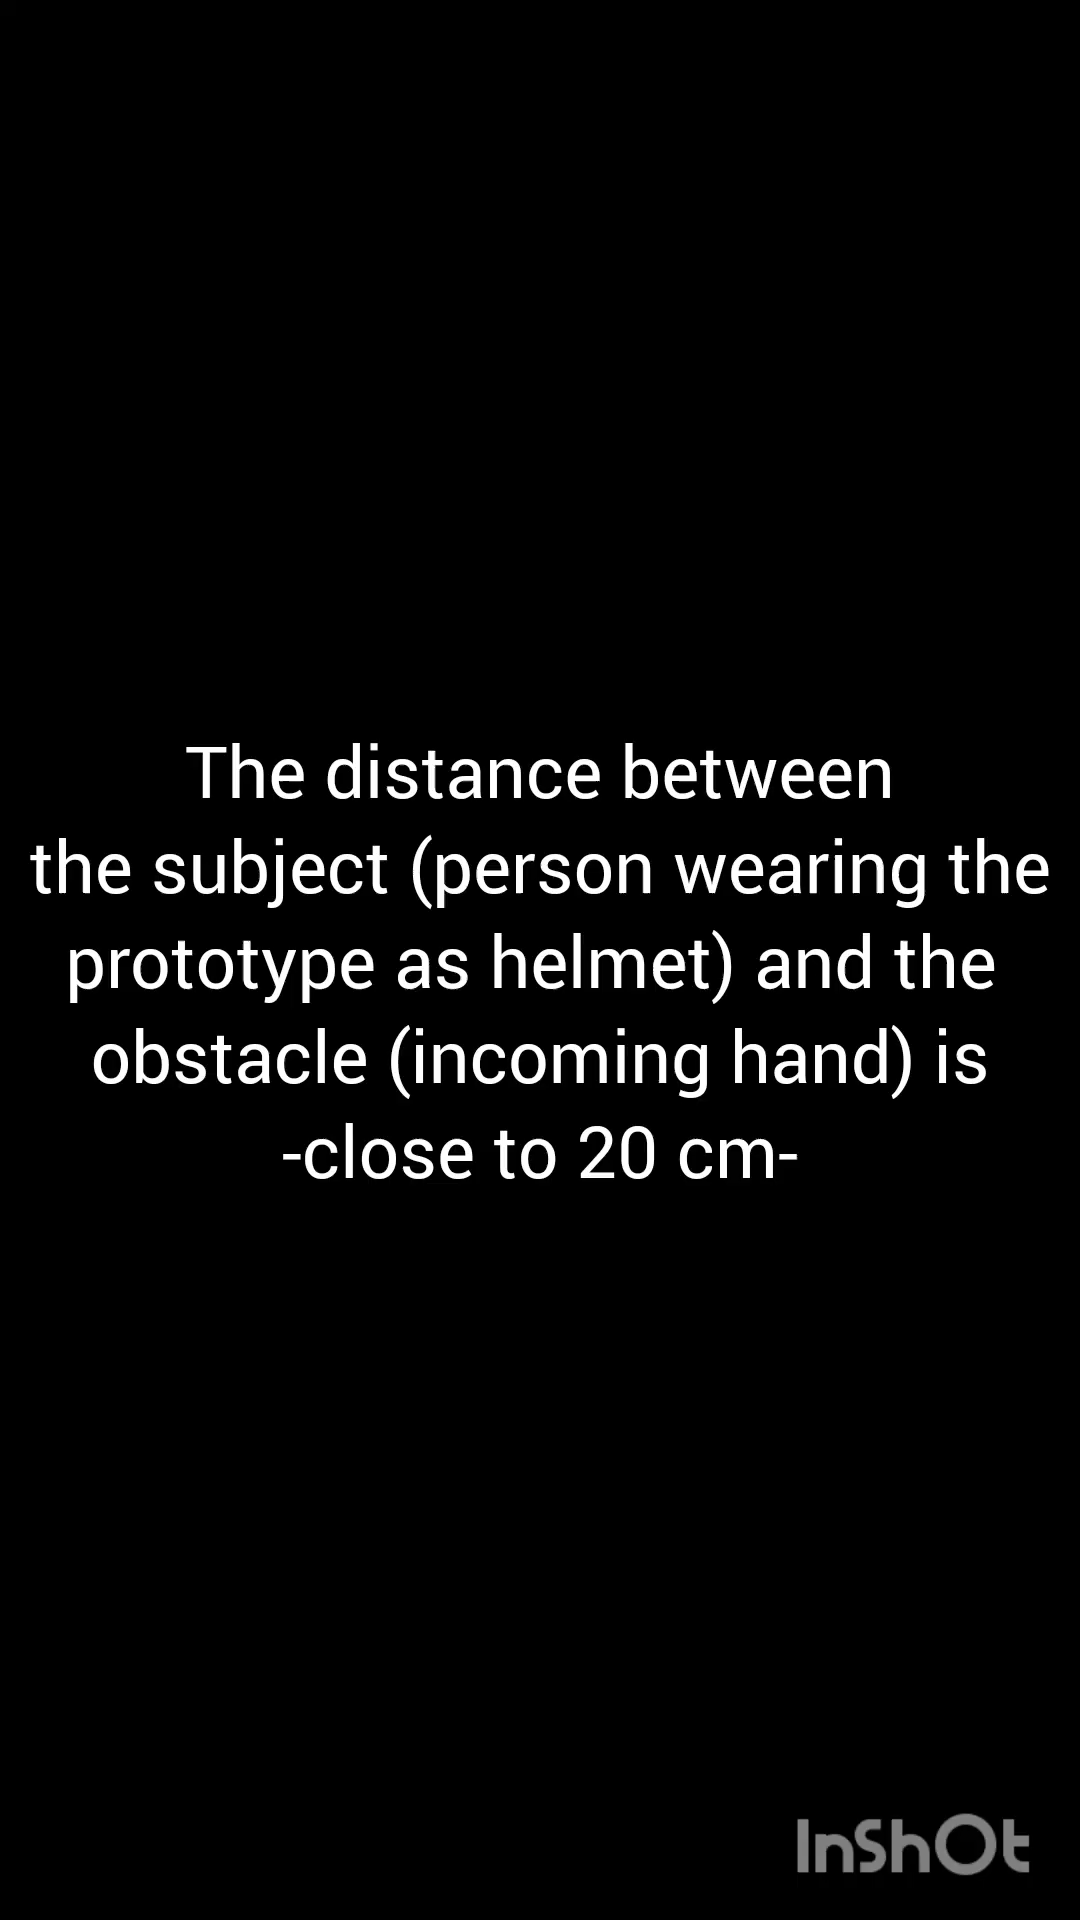 The distance between
the subject (person wearing the
prototype as helmet) and the
obstacle (incoming hand) is
-close to 20 cm-
InShOt